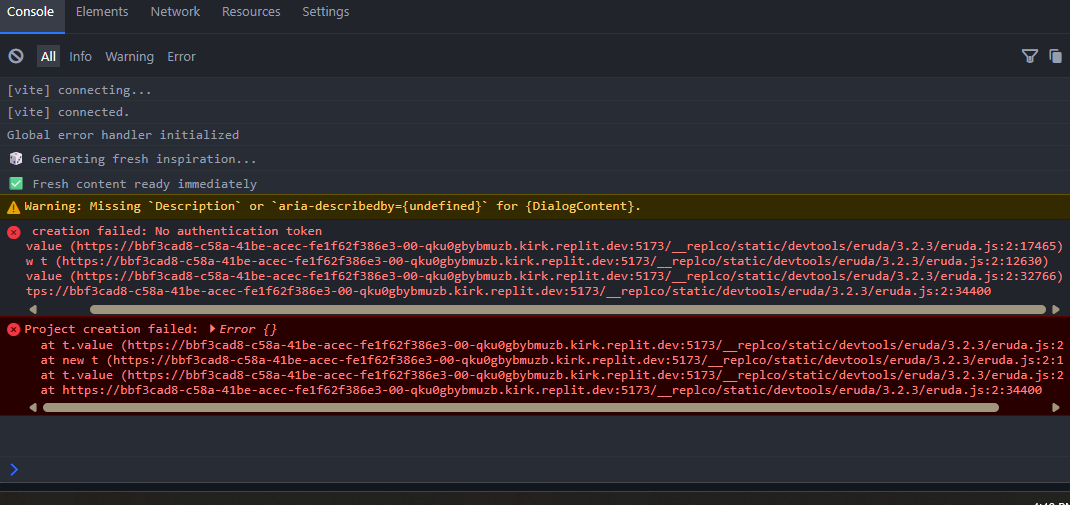 Console Elements Network Resources Settings
All Info Warning Error
[vite] connecting...
[vite] connected.
Global error handler initialized
Generating fresh inspiration...
Fresh content ready immediately
Warning: Missing `Description` or `aria-describedby={undefined}` for {DialogContent}.
creation failed: No authentication token
value (https://bbf3cad8-c58a-41be-acec-fe1f62f386e3-00-qku0gbybmuzb.kirk.replit.dev:5173/__replco/static/devtools/eruda/3.2.3/eruda.js:2:17465)
w t (https://bbf3cad8-c58a-41be-acec-fe1f62f386e3-00-qku0gbybmuzb.kirk.replit.dev:5173/__replco/static/devtools/eruda/3.2.3/eruda.js:2:12630)
value (https://bbf3cad8-c58a-41be-acec-fe1f62f386e3-00-qku0gbybmuzb.kirk.replit.dev:5173/__replco/static/devtools/eruda/3.2.3/eruda.js:2:32766)
tps://bbf3cad8-c58a-41be-acec-fe1f62f386e3-00-qku0gbybmuzb.kirk.replit.dev:5173/__replco/static/devtools/eruda/3.2.3/eruda.js:2:34400
Project creation failed: Error {}
at t.value (https://bbf3cad8-c58a-41be-acec-fe1f62f386e3-00-qku0gbybmuzb.kirk.replit.dev:5173/__replco/static/devtools/eruda/3.2.3/eruda.js:2
at new t (https://bbf3cad8-c58a-41be-acec-fe1f62f386e3-00-qku0gbybmuzb.kirk.replit.dev:5173/__replco/static/devtools/eruda/3.2.3/eruda.js:2:1
at t.value (https://bbf3cad8-c58a-41be-acec-fe1f62f386e3-00-qku0gbybmuzb.kirk.replit.dev:5173/__replco/static/devtools/eruda/3.2.3/eruda.js:2
at https://bbf3cad8-c58a-41be-acec-fe1f62f386e3-00-qku0gbybmuzb.kirk.replit.dev:5173/__replco/static/devtools/eruda/3.2.3/eruda.js:2:34400